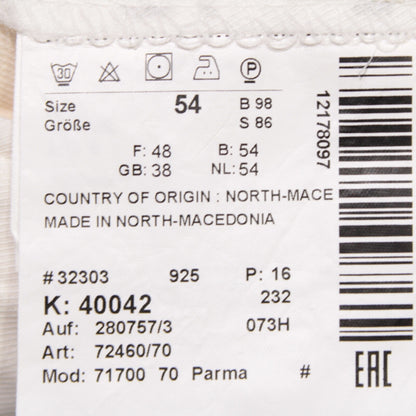 30
P
Size 54 B 98
Größe S 86
F: 48 B: 54
GB: 38 NL: 54
COUNTRY OF ORIGIN : NORTH-MACE
MADE IN NORTH-MACEDONIA
# 32303 925 P: 16
K: 40042 232
Auf: 280757/3 073H
Art: 72460/70
Mod: 71700 70 Parma #
12178097
EAC